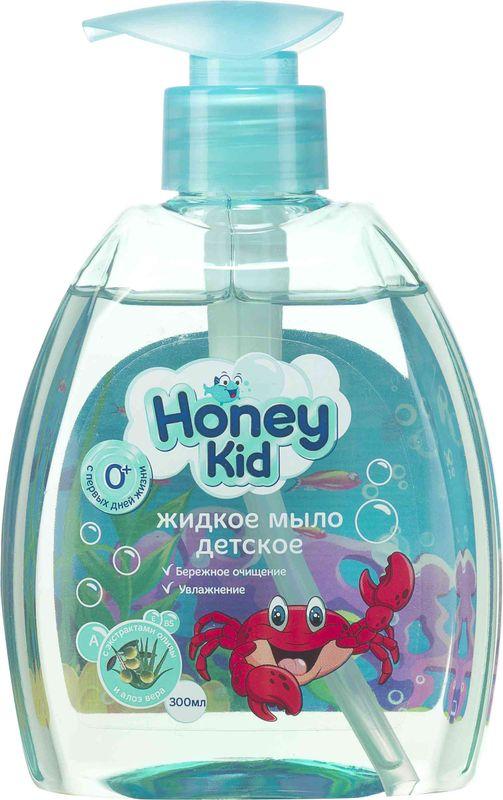 Honey
Kid
0+
с первых дней жизни
жидкое мыло
детское
Бережное очищение
Увлажнение
A
E
B5
с экстрактами оливы
и алоэ вера
300мл